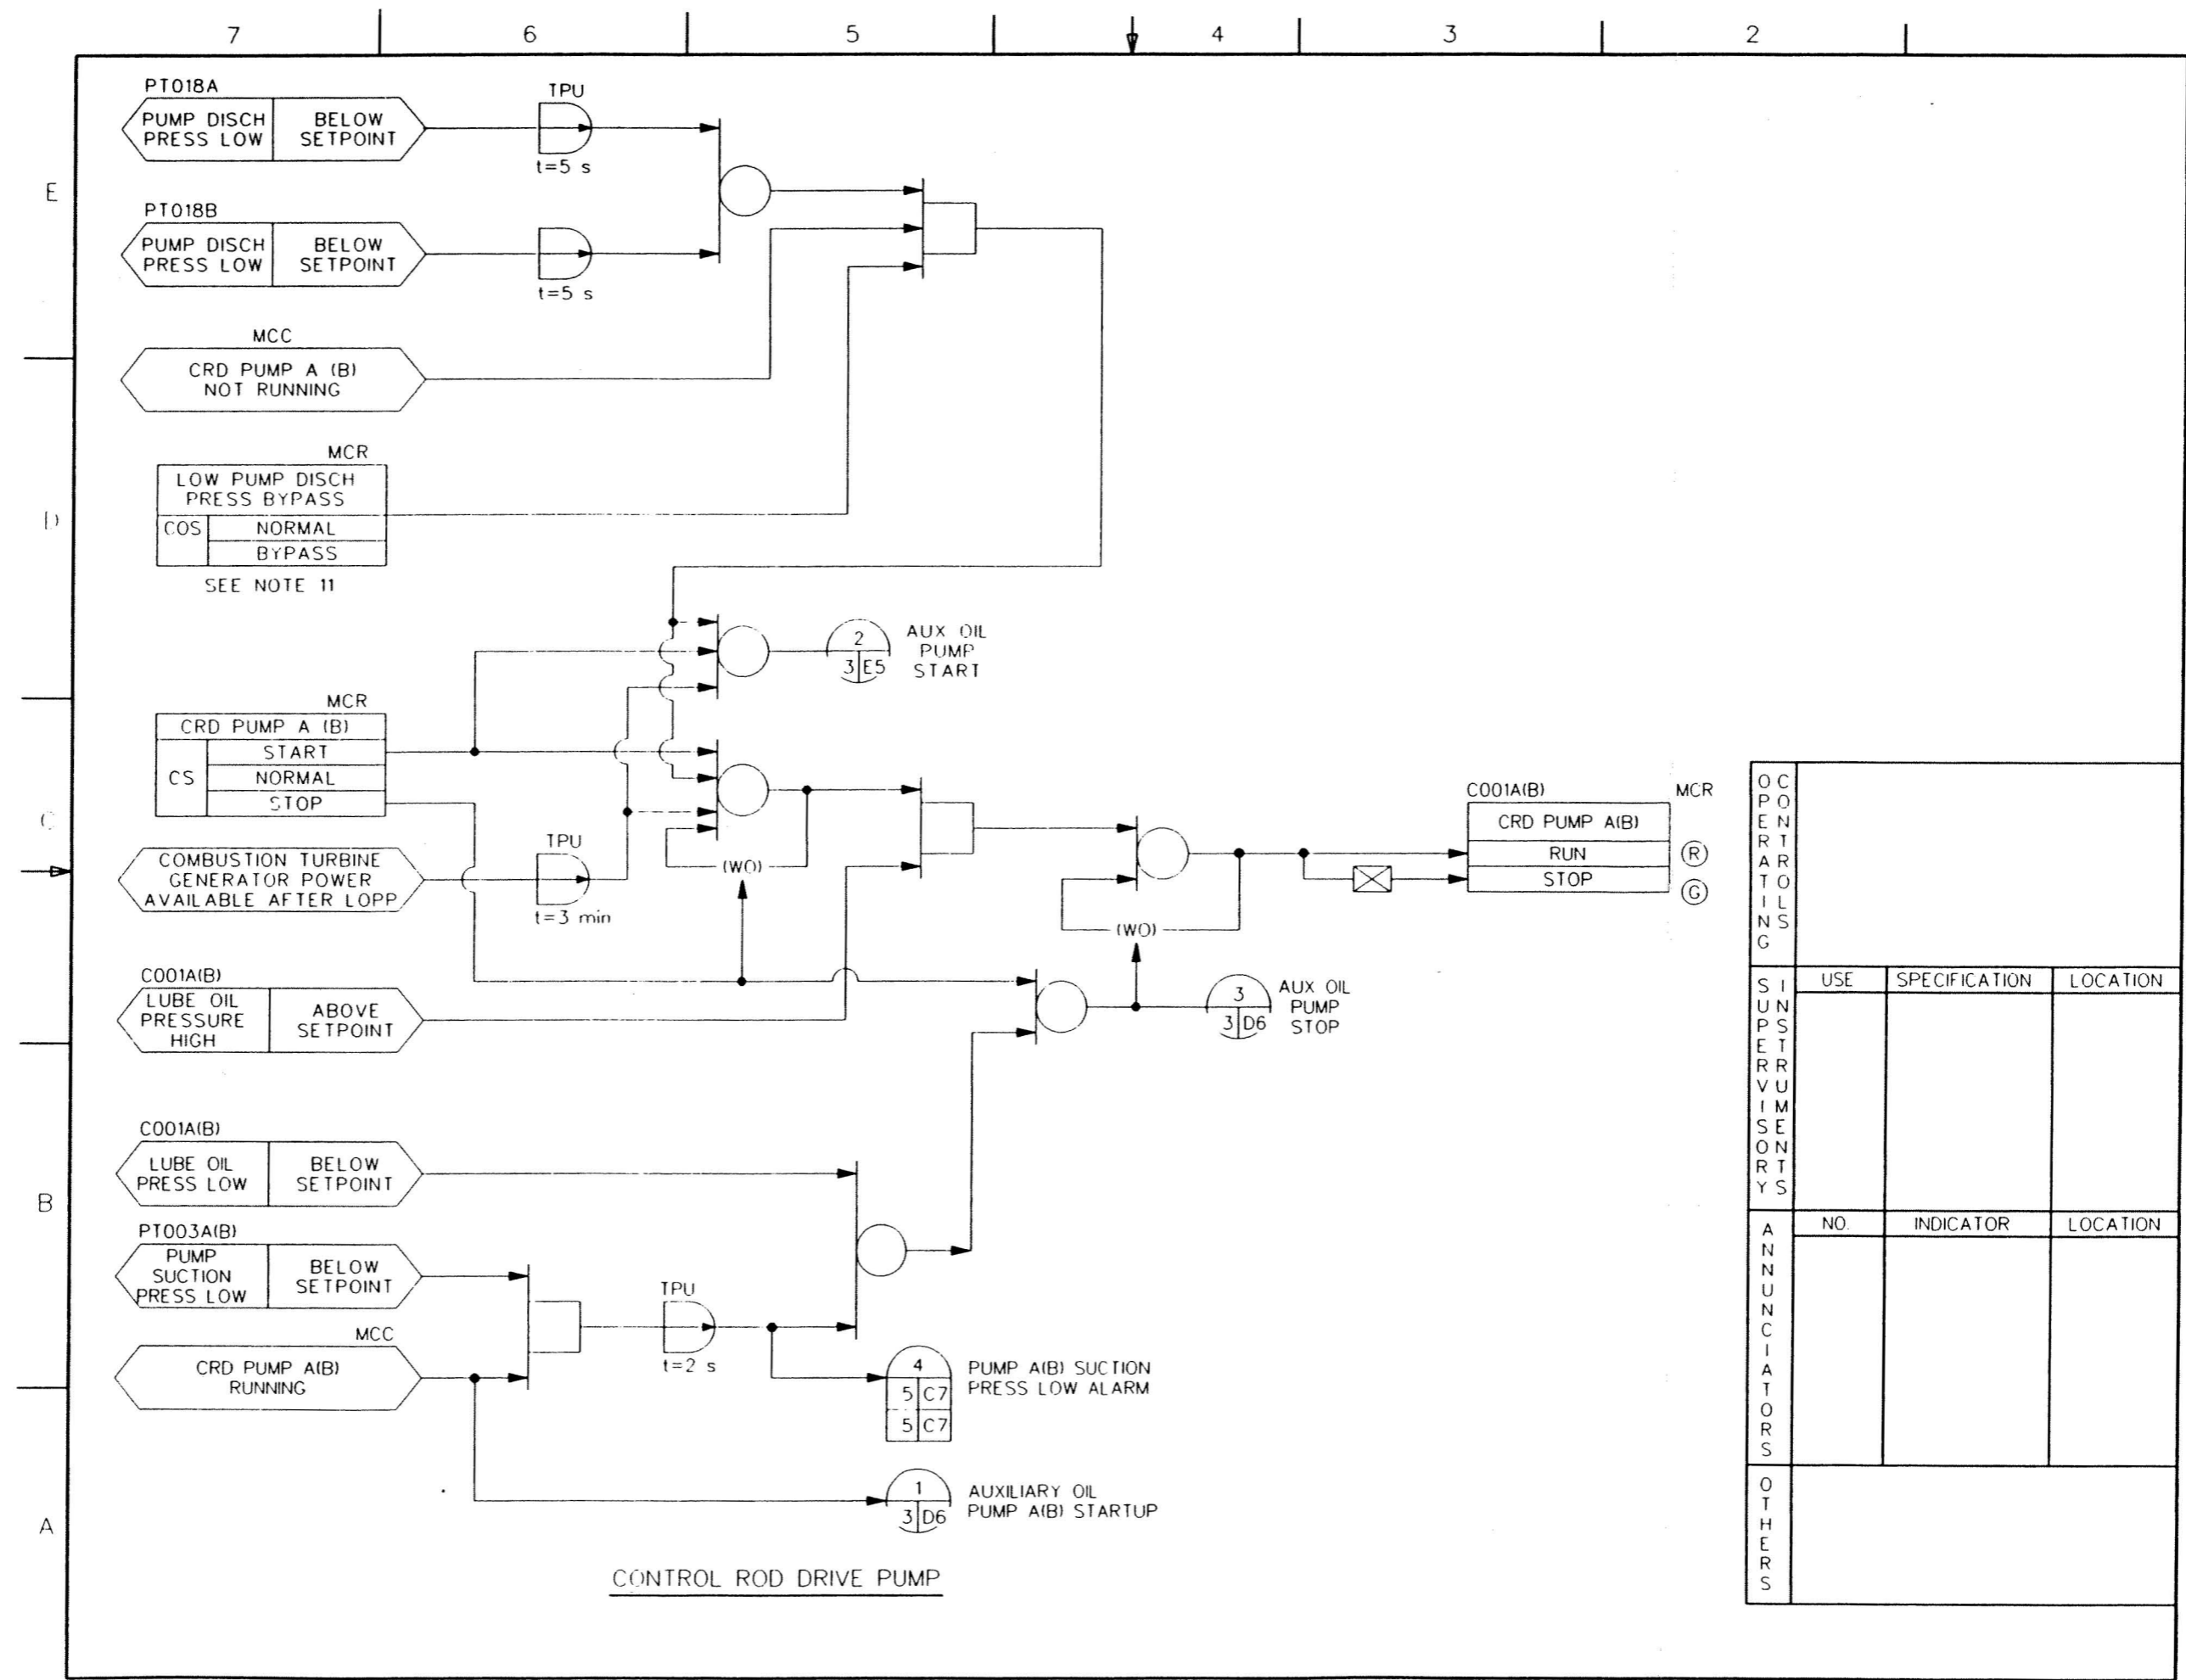 7 6 5 4 3 2
E
D
C
B
A
PT018A
PUMP DISCH
PRESS LOW
BELOW
SETPOINT
TPU
t=5 s
PT018B
PUMP DISCH
PRESS LOW
BELOW
SETPOINT
t=5 s
MCC
CRD PUMP A (B)
NOT RUNNING
MCR
LOW PUMP DISCH
PRESS BYPASS
COS
NORMAL
BYPASS
SEE NOTE 11
2
3 E5
AUX OIL
PUMP
START
MCR
CRD PUMP A (B)
CS
START
NORMAL
STOP
COMBUSTION TURBINE
GENERATOR POWER
AVAILABLE AFTER LOPP
TPU
t=3 min
(WO)
C001A(B)
MCR
CRD PUMP A(B)
RUN
STOP
R
G
(WO)
C001A(B)
LUBE OIL
PRESSURE
HIGH
ABOVE
SETPOINT
3
3 D6
AUX OIL
PUMP
STOP
C001A(B)
LUBE OIL
PRESS LOW
BELOW
SETPOINT
PT003A(B)
PUMP
SUCTION
PRESS LOW
BELOW
SETPOINT
TPU
t=2 s
MCC
CRD PUMP A(B)
RUNNING
4
5 C7
5 C7
PUMP A(B) SUCTION
PRESS LOW ALARM
1
3 D6
AUXILIARY OIL
PUMP A(B) STARTUP
CONTROL ROD DRIVE PUMP
OPERATING
CONTROLS
SUPERVISORY
INSTRUMENTS
USE SPECIFICATION LOCATION
ANNUNCIATORS
NO. INDICATOR LOCATION
OTHERS